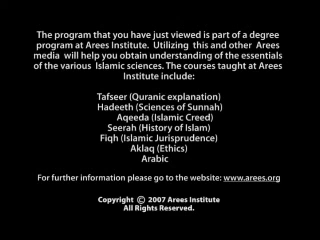 The program that you have just viewed is part of a degree
program at Arees Institute. Utilizing this and other Arees
media will help you obtain understanding of the essentials
of the various Islamic sciences. The courses taught at Arees
Institute include:
Tafseer (Quranic explanation)
Hadeeth (Sciences of Sunnah)
Aqeeda (Islamic Creed)
Seerah (History of Islam)
Fiqh (Islamic Jurisprudence)
Aklaq (Ethics)
Arabic
For further information please go to the website: www.arees.org
Copyright © 2007 Arees Institute
All Rights Reserved.